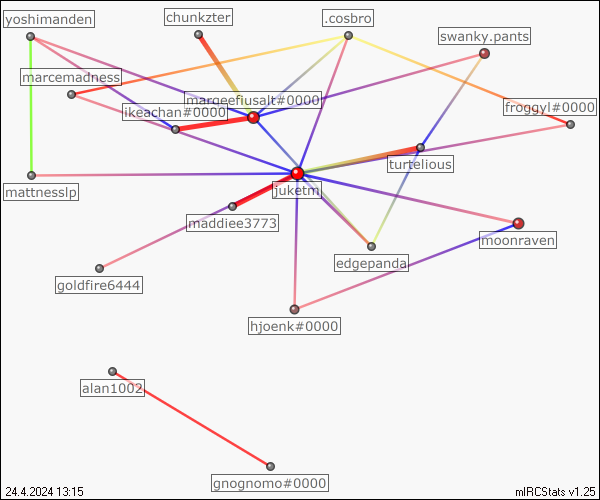 yoshimanden
chunkzter
.cosbro
swanky.pants
marcemadness
marqeefiusalt#0000
ikeachan#0000
froggyl#0000
turtelious
mattnesslp
juketm
maddiee3773
moonraven
edgepanda
goldfire6444
hjoenk#0000
alan1002
gnognomo#0000
24.4.2024 13:15
mIRCStats v1.25